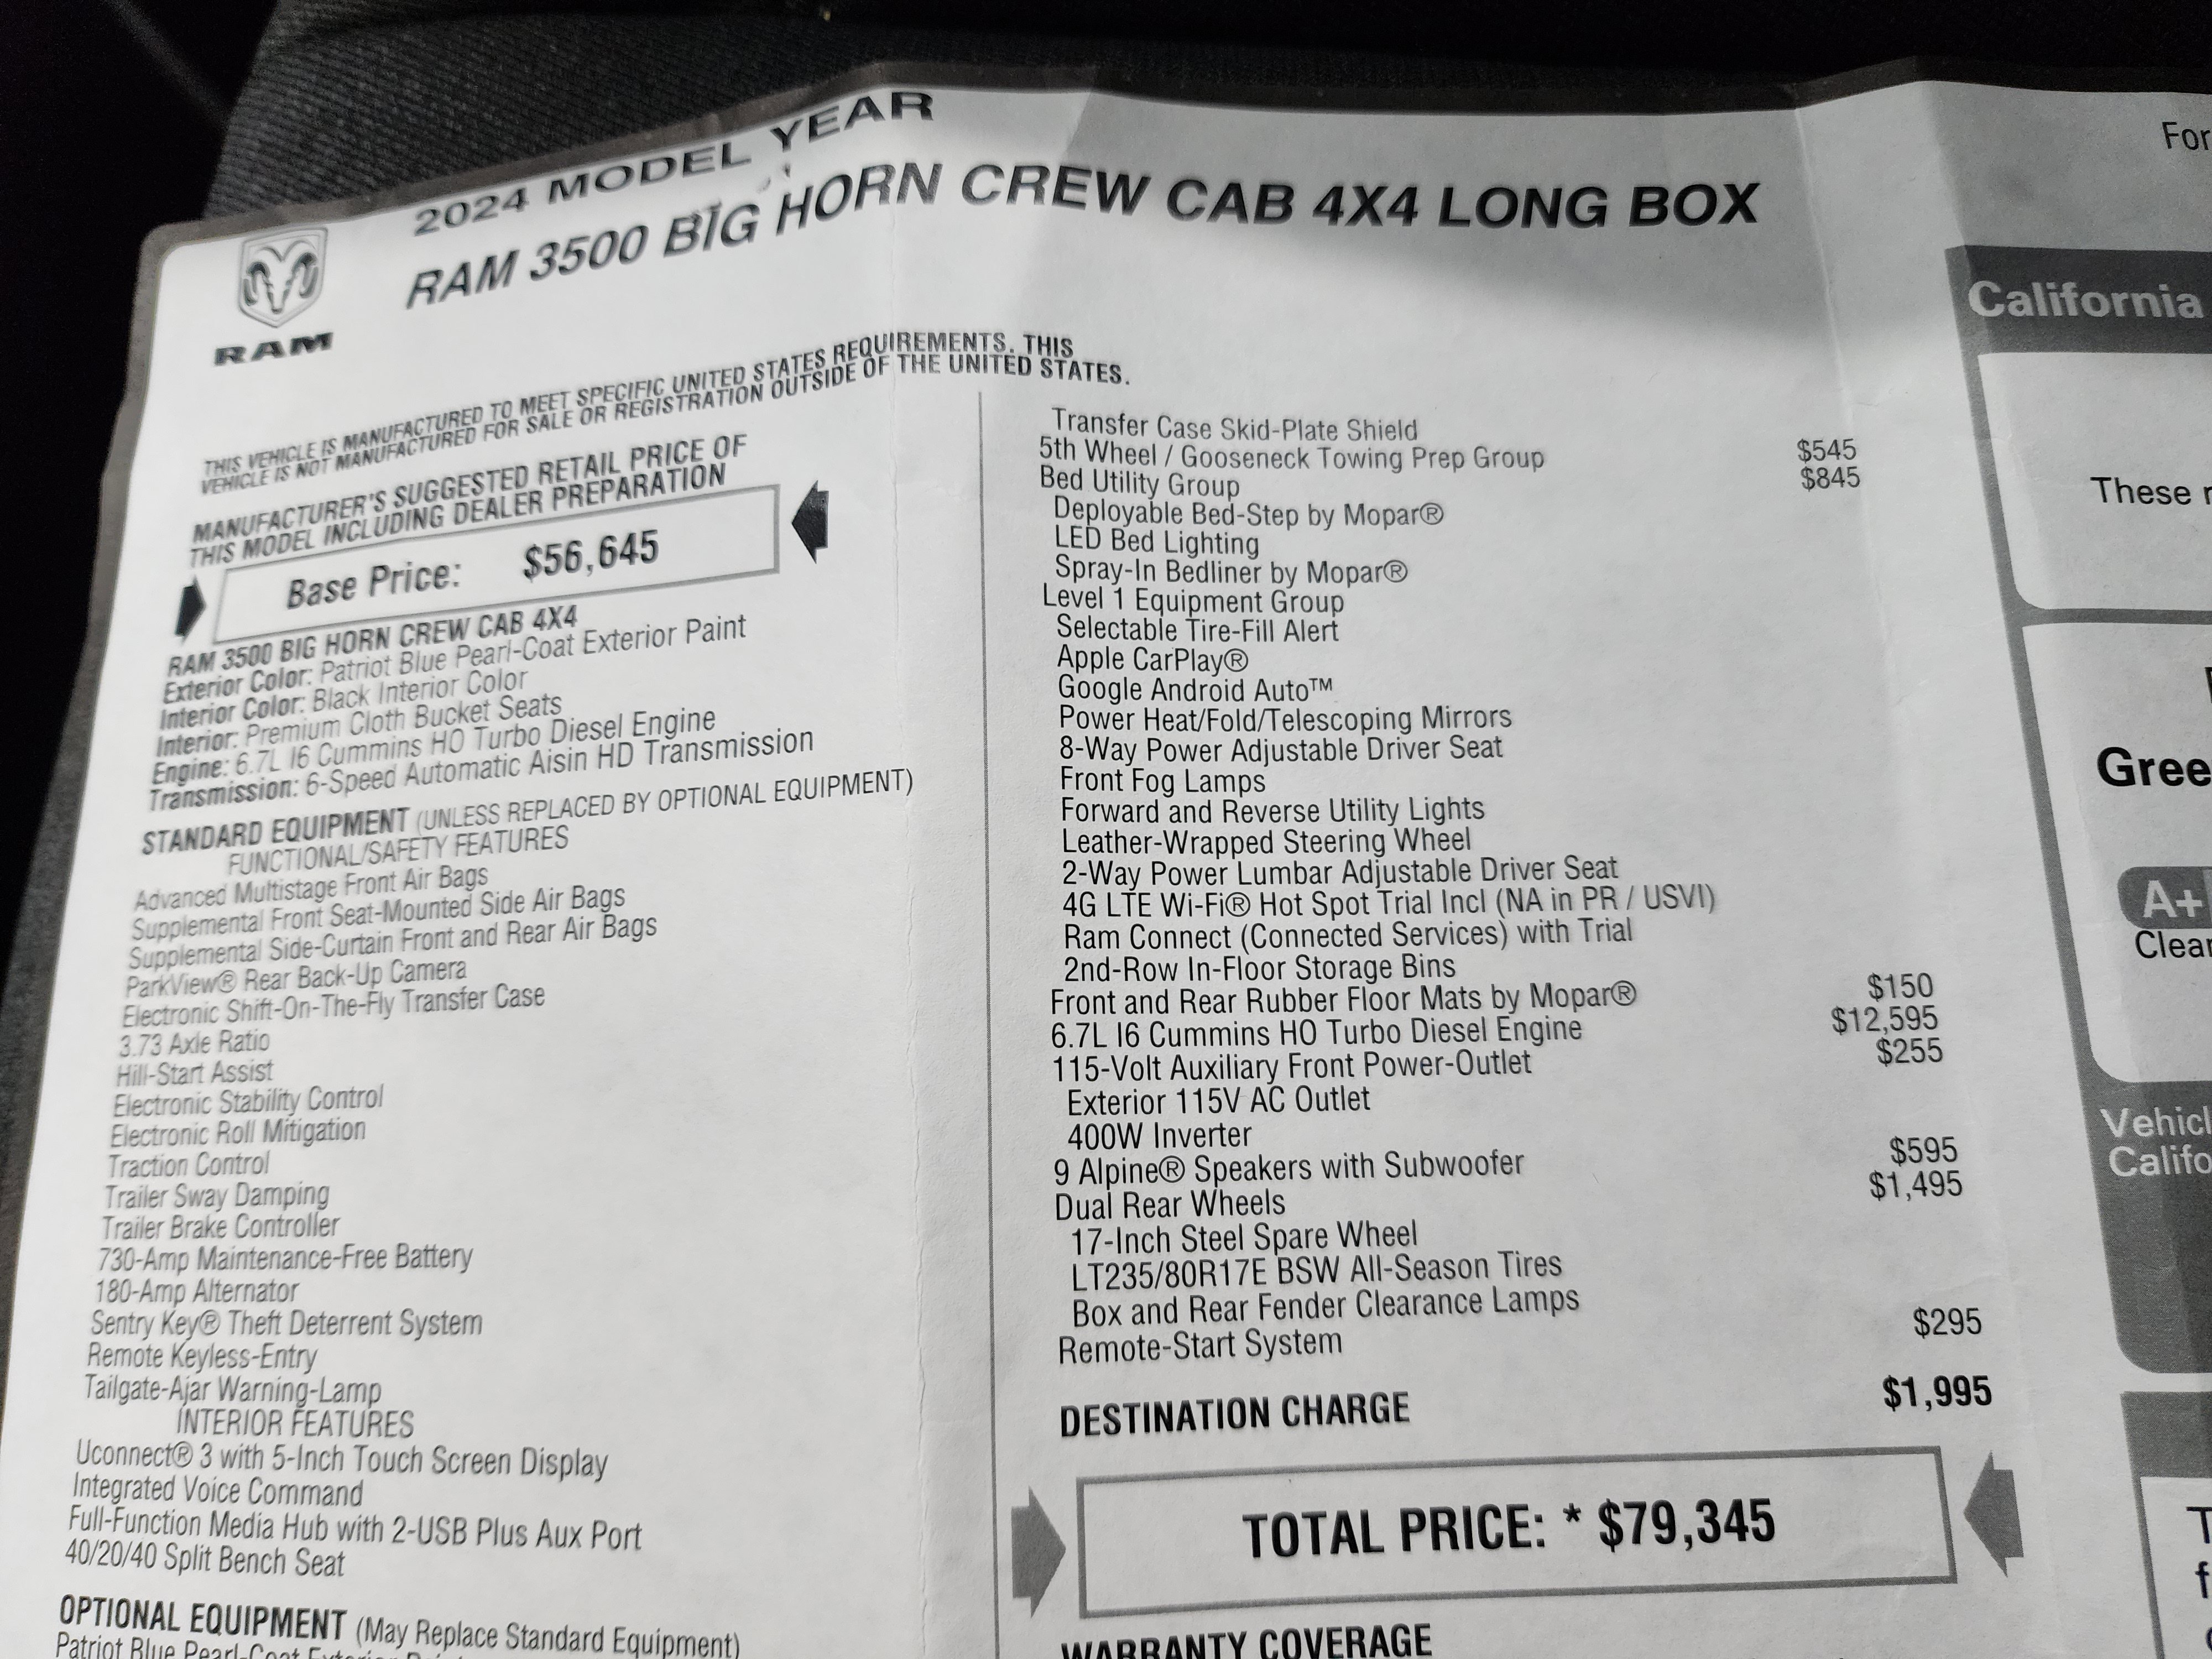 2024 MODEL YEAR
RAM 3500 BIG HORN CREW CAB 4X4 LONG BOX
RAM
THIS VEHICLE IS MANUFACTURED TO MEET SPECIFIC UNITED STATES REQUIREMENTS. THIS
VEHICLE IS NOT MANUFACTURED FOR SALE OR REGISTRATION OUTSIDE OF THE UNITED STATES.
MANUFACTURER'S SUGGESTED RETAIL PRICE OF
THIS MODEL INCLUDING DEALER PREPARATION
Base Price: $56,645
RAM 3500 BIG HORN CREW CAB 4X4
Exterior Color: Patriot Blue Pearl-Coat Exterior Paint
Interior Color: Black Interior Color
Interior: Premium Cloth Bucket Seats
Engine: 6.7L I6 Cummins HO Turbo Diesel Engine
Transmission: 6-Speed Automatic Aisin HD Transmission
STANDARD EQUIPMENT (UNLESS REPLACED BY OPTIONAL EQUIPMENT)
FUNCTIONAL/SAFETY FEATURES
Advanced Multistage Front Air Bags
Supplemental Front Seat-Mounted Side Air Bags
Supplemental Side-Curtain Front and Rear Air Bags
ParkView® Rear Back-Up Camera
Electronic Shift-On-The-Fly Transfer Case
3.73 Axle Ratio
Hill-Start Assist
Electronic Stability Control
Electronic Roll Mitigation
Traction Control
Trailer Sway Damping
Trailer Brake Controller
730-Amp Maintenance-Free Battery
180-Amp Alternator
Sentry Key® Theft Deterrent System
Remote Keyless-Entry
Tailgate-Ajar Warning-Lamp
INTERIOR FEATURES
Uconnect® 3 with 5-Inch Touch Screen Display
Integrated Voice Command
Full-Function Media Hub with 2-USB Plus Aux Port
40/20/40 Split Bench Seat
OPTIONAL EQUIPMENT (May Replace Standard Equipment)
Patriot Blue Pearl-Coat
Transfer Case Skid-Plate Shield
5th Wheel / Gooseneck Towing Prep Group $545
Bed Utility Group $845
Deployable Bed-Step by Mopar®
LED Bed Lighting
Spray-In Bedliner by Mopar®
Level 1 Equipment Group
Selectable Tire-Fill Alert
Apple CarPlay®
Google Android Auto™
Power Heat/Fold/Telescoping Mirrors
8-Way Power Adjustable Driver Seat
Front Fog Lamps
Forward and Reverse Utility Lights
Leather-Wrapped Steering Wheel
2-Way Power Lumbar Adjustable Driver Seat
4G LTE Wi-Fi® Hot Spot Trial Incl (NA in PR / USVI)
Ram Connect (Connected Services) with Trial
2nd-Row In-Floor Storage Bins
Front and Rear Rubber Floor Mats by Mopar® $150
6.7L I6 Cummins HO Turbo Diesel Engine $12,595
115-Volt Auxiliary Front Power-Outlet $255
Exterior 115V AC Outlet
400W Inverter
9 Alpine® Speakers with Subwoofer $595
Dual Rear Wheels $1,495
17-Inch Steel Spare Wheel
LT235/80R17E BSW All-Season Tires
Box and Rear Fender Clearance Lamps
Remote-Start System $295
DESTINATION CHARGE $1,995
TOTAL PRICE: * $79,345
WARRANTY COVERAGE
For
California
These
Gree
A+
Clear
Vehicl
Califo